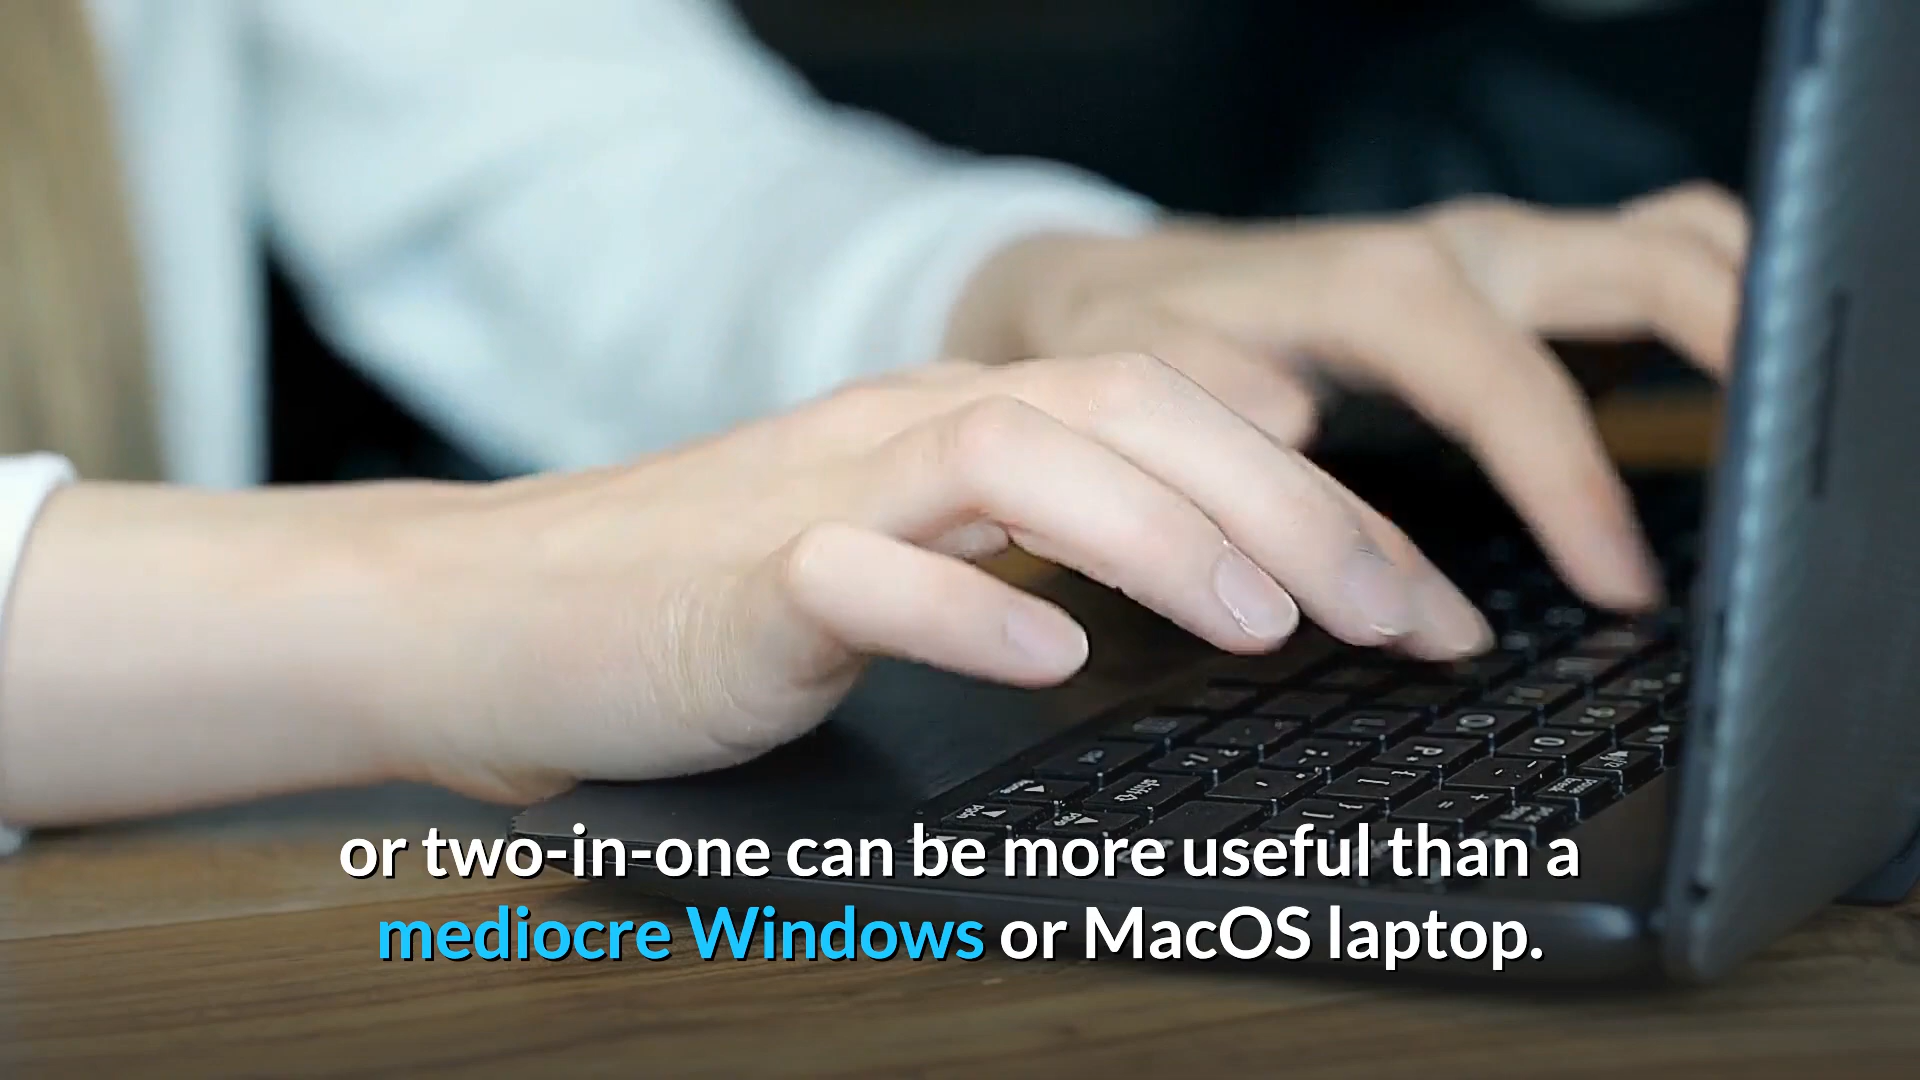 or two-in-one can be more useful than a
mediocre Windows or MacOS laptop.